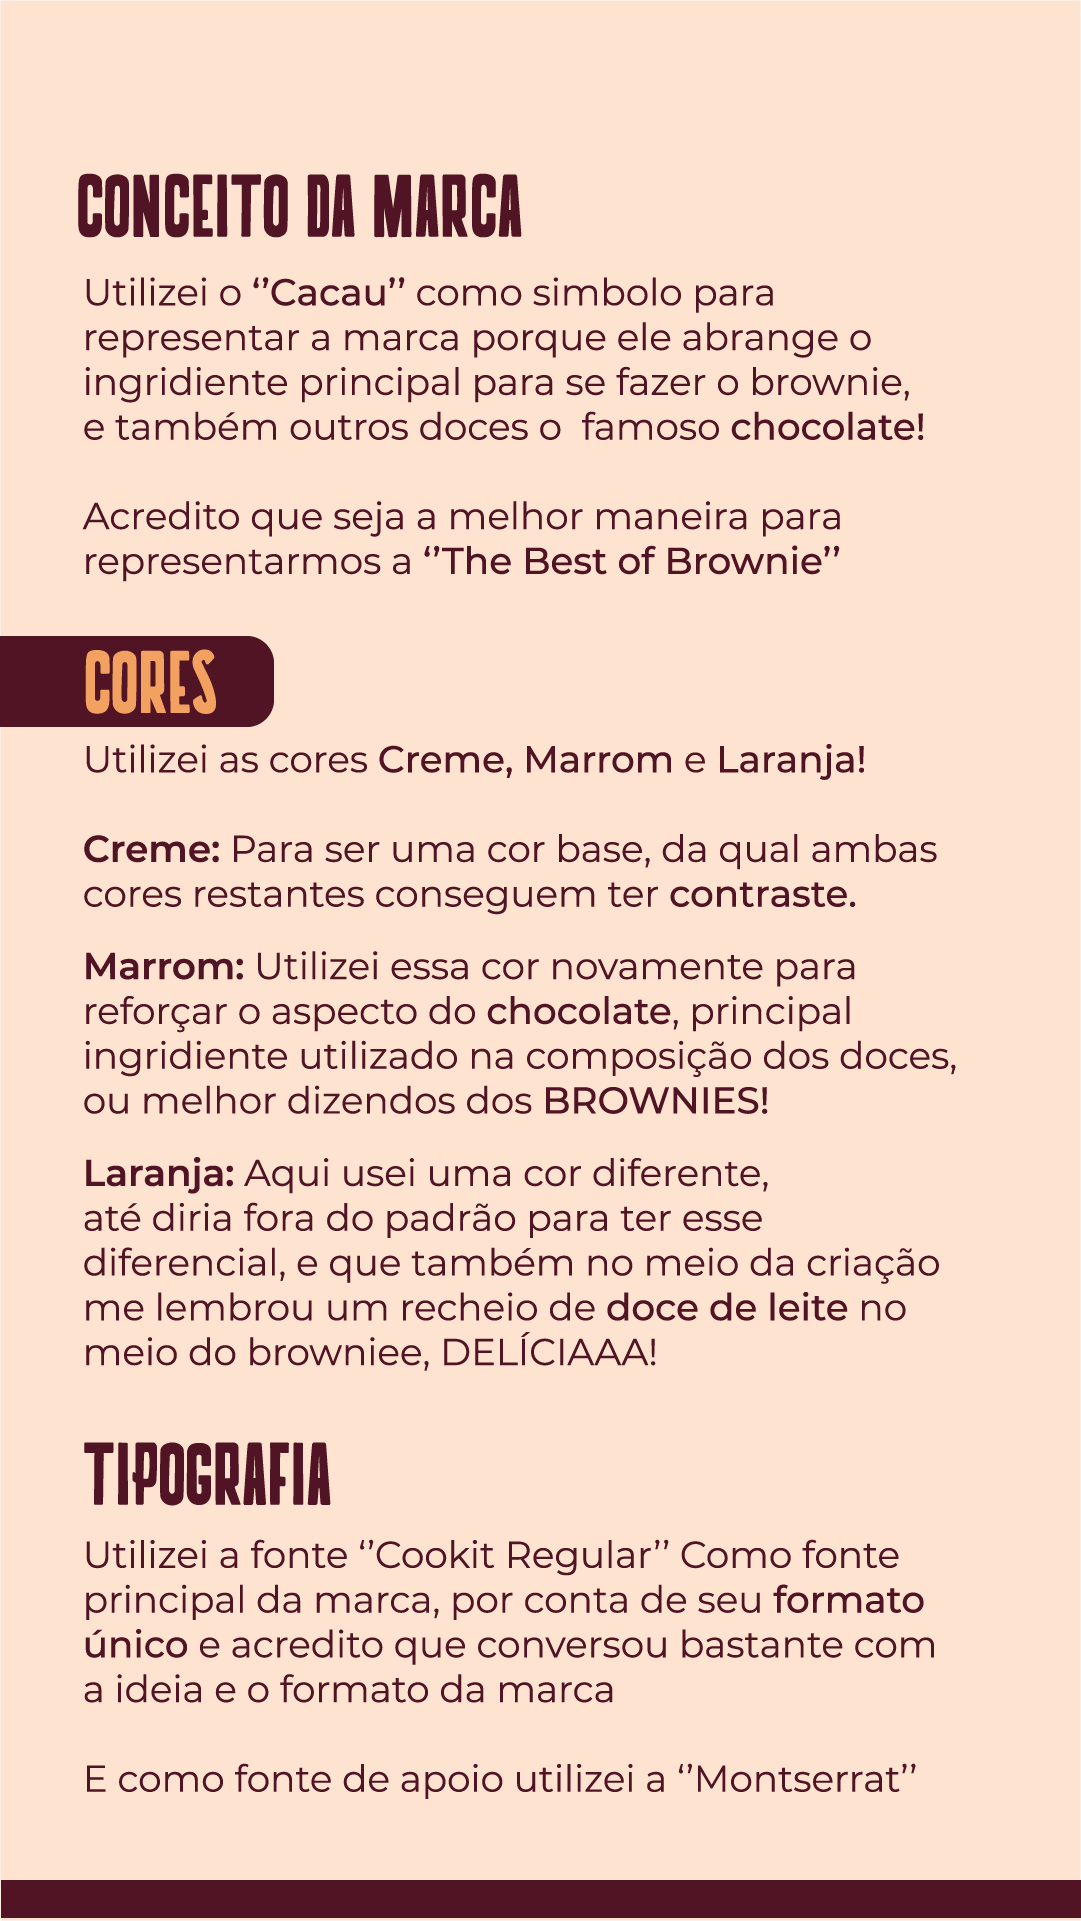 CONCEITO DA MARCA
Utilizei o ‘’Cacau’’ como simbolo para
representar a marca porque ele abrange o
ingridiente principal para se fazer o brownie,
e também outros doces o  famoso chocolate!
Acredito que seja a melhor maneira para
representarmos a ‘’The Best of Brownie’’
CORES
Utilizei as cores Creme, Marrom e Laranja!
Creme: Para ser uma cor base, da qual ambas
cores restantes conseguem ter contraste.
Marrom: Utilizei essa cor novamente para
reforçar o aspecto do chocolate, principal
ingridiente utilizado na composição dos doces,
ou melhor dizendos dos BROWNIES!
Laranja: Aqui usei uma cor diferente,
até diria fora do padrão para ter esse
diferencial, e que também no meio da criação
me lembrou um recheio de doce de leite no
meio do browniee, DELÍCIAAA!
TIPOGRAFIA
Utilizei a fonte ‘’Cookit Regular’’ Como fonte
principal da marca, por conta de seu formato
único e acredito que conversou bastante com
a ideia e o formato da marca
E como fonte de apoio utilizei a ‘’Montserrat’’